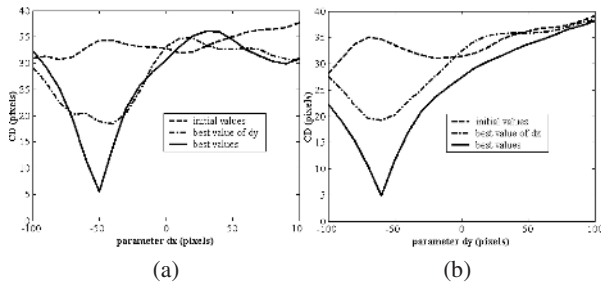 40
35
30
25
20
15
10
5
0
CD (pixels)
initial values
best value of dy
best values
-100 -50 0 50 100
parameter dx (pixels)
(a)
40
35
30
25
20
15
10
5
0
CD (pixels)
initial values
best value of dx
best values
-100 -50 0 50 100
parameter dy (pixels)
(b)